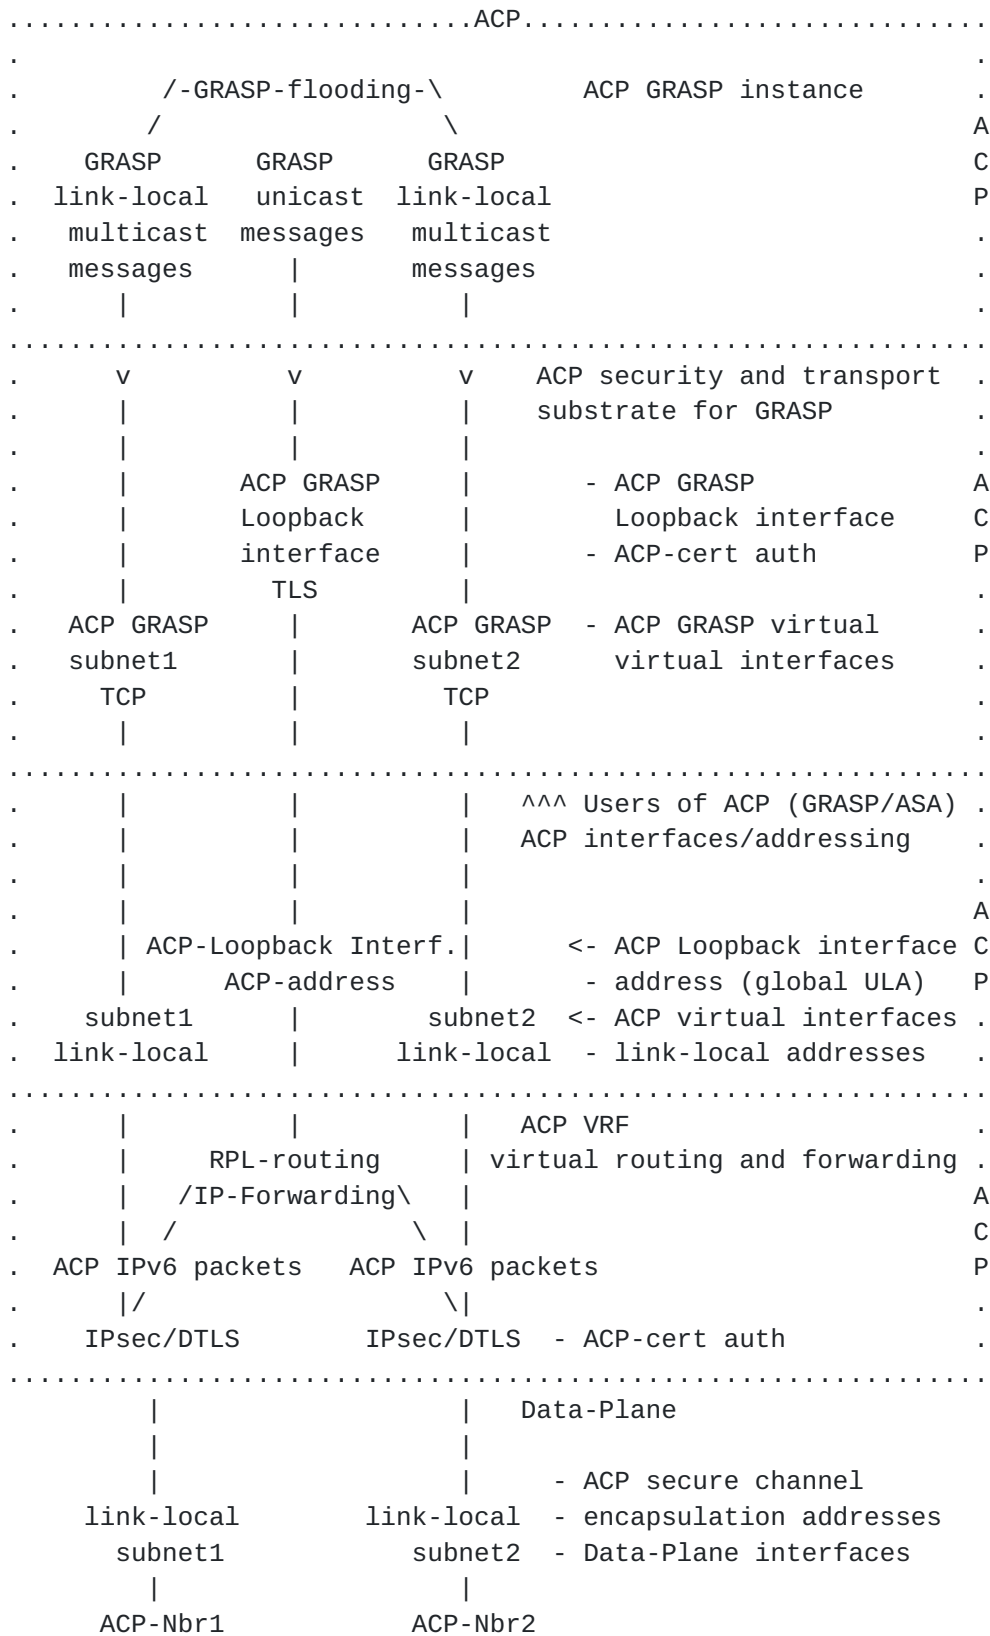 ..............................ACP..............................
.                                                             .
.         /-GRASP-flooding-\         ACP GRASP instance       .
.        /                  \                                 A
.    GRASP      GRASP      GRASP                              C
.  link-local   unicast  link-local                           P
.   multicast  messages   multicast                           .
.   messages      |       messages                            .
.      |          |          |                                .
...............................................................
.      v          v          v    ACP security and transport  .
.      |          |          |    substrate for GRASP         .
.      |          |          |                                .
.      |       ACP GRASP     |       - ACP GRASP              A
.      |       Loopback      |         Loopback interface     C
.      |       interface     |       - ACP-cert auth          P
.      |         TLS         |                                .
.   ACP GRASP     |       ACP GRASP  - ACP GRASP virtual      .
.   subnet1       |       subnet2      virtual interfaces     .
.     TCP         |         TCP                               .
.      |          |          |                                .
...............................................................
.      |          |          |   ^^^ Users of ACP (GRASP/ASA) .
.      |          |          |   ACP interfaces/addressing    .
.      |          |          |                                .
.      |          |          |                                A
.      | ACP-Loopback Interf.|      <- ACP Loopback interface C
.      |      ACP-address    |       - address (global ULA)   P
.    subnet1      |        subnet2  <- ACP virtual interfaces .
.  link-local     |      link-local  - link-local addresses   .
...............................................................
.      |          |          |   ACP VRF                      .
.      |     RPL-routing     | virtual routing and forwarding .
.      |   /IP-Forwarding\   |                                A
.      |  /               \  |                                C
.  ACP IPv6 packets   ACP IPv6 packets                        P
.      |/                   \|                                .
.    IPsec/DTLS        IPsec/DTLS  - ACP-cert auth            .
...............................................................
         |                   |   Data-Plane
         |                   |
         |                   |     - ACP secure channel
     link-local        link-local  - encapsulation addresses
       subnet1            subnet2  - Data-Plane interfaces
         |                   |
      ACP-Nbr1            ACP-Nbr2